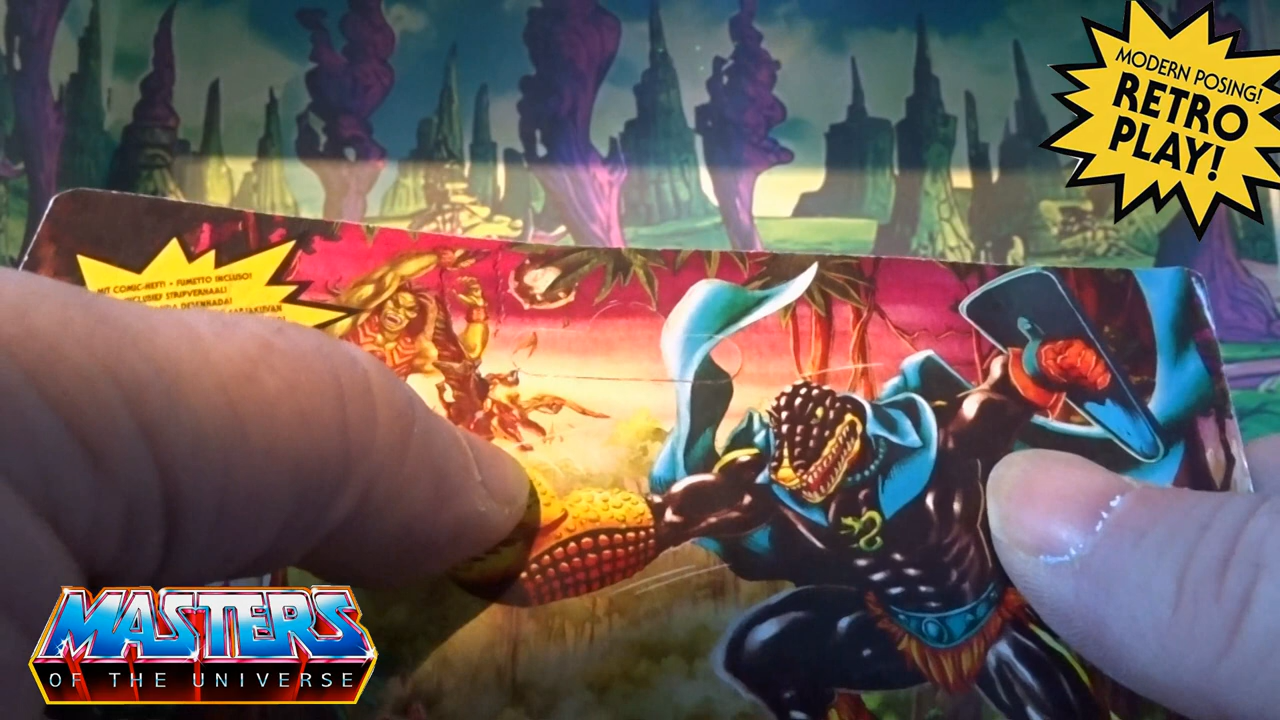 MODERN POSING!
RETRO
PLAY!
MIT COMIC-HEFT! • FUMETTO INCLUSO!
INCLUSIEF STRIPVERHAAL!
MASTERS
OF THE UNIVERSE